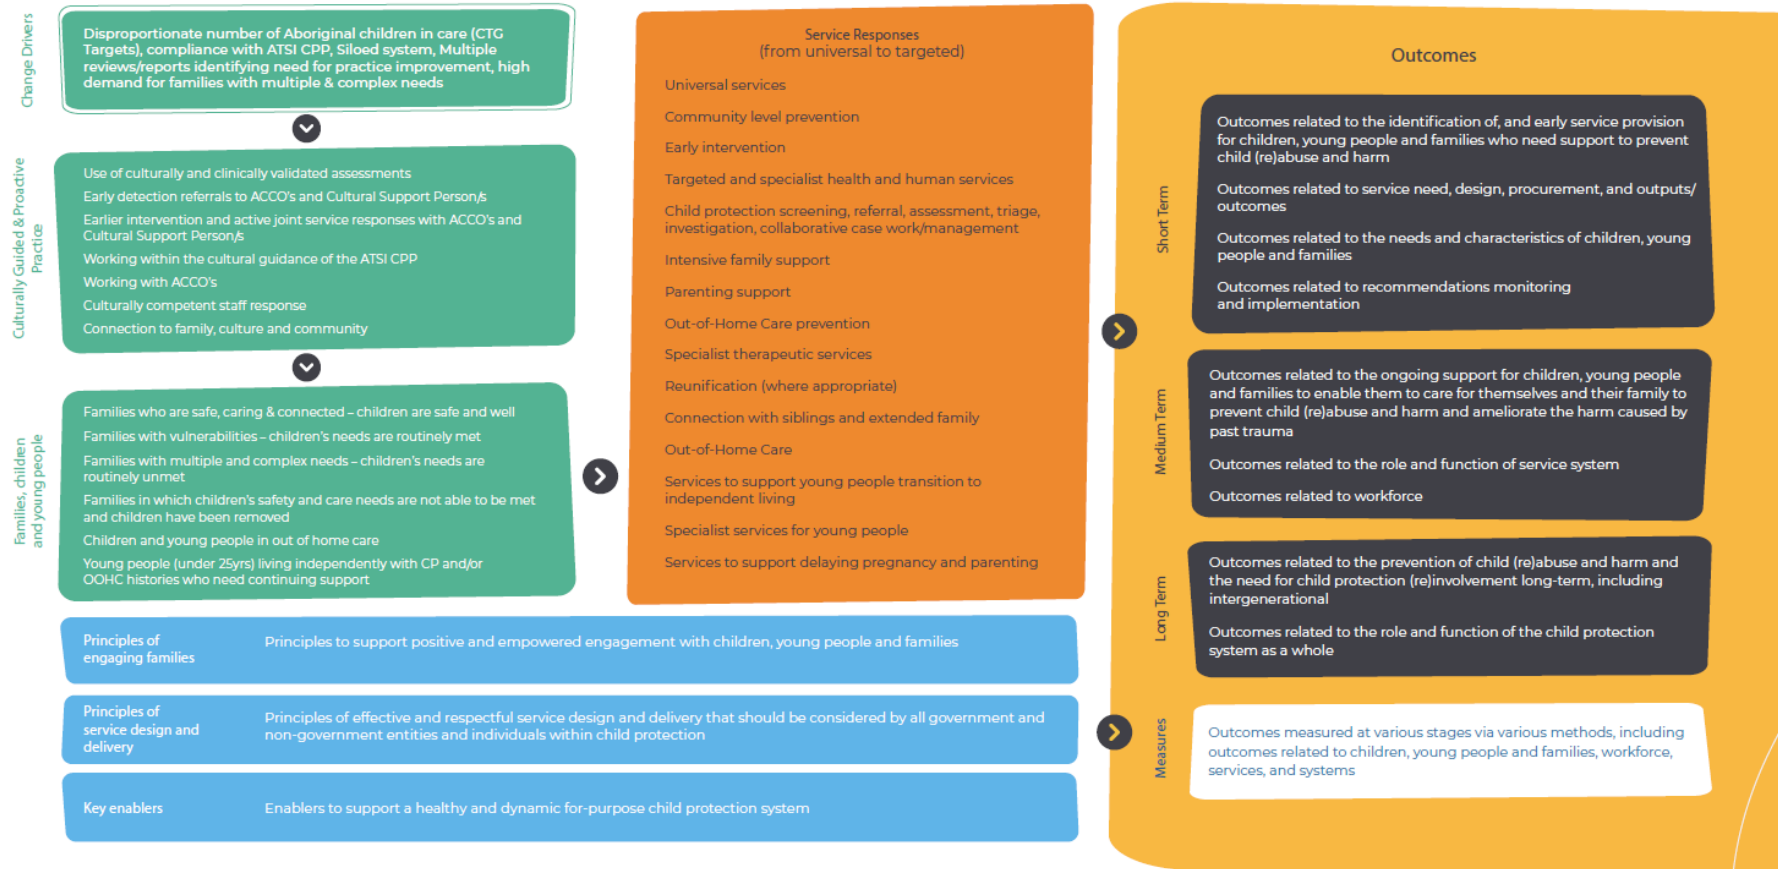 Change Drivers
Disproportionate number of Aboriginal children in care (CTG
Targets), compliance with ATSI CPP, Siloed system, Multiple
reviews/reports identifying need for practice improvement, high
demand for families with multiple & complex needs
Culturally Guided & Proactive
Practice
Use of culturally and clinically validated assessments
Early detection referrals to ACCO's and Cultural Support Person/s
Earlier intervention and active joint service responses with ACCO's and
Cultural Support Person/s
Working within the cultural guidance of the ATSI CPP
Working with ACCO's
Culturally competent staff response
Connection to family, culture and community
Families, children
and young people
Families who are safe, caring & connected – children are safe and well
Families with vulnerabilities – children's needs are routinely met
Families with multiple and complex needs – children's needs are
routinely unmet
Families in which children's safety and care needs are not able to be met
and children have been removed
Children and young people in out of home care
Young people (under 25yrs) living independently with CP and/or
OOHC histories who need continuing support
Service Responses
(from universal to targeted)
Universal services
Community level prevention
Early intervention
Targeted and specialist health and human services
Child protection screening, referral, assessment, triage,
investigation, collaborative case work/management
Intensive family support
Parenting support
Out-of-Home Care prevention
Specialist therapeutic services
Reunification (where appropriate)
Connection with siblings and extended family
Out-of-Home Care
Services to support young people transition to
independent living
Specialist services for young people
Services to support delaying pregnancy and parenting
Principles of
engaging families
Principles to support positive and empowered engagement with children, young people and families
Principles of
service design and
delivery
Principles of effective and respectful service design and delivery that should be considered by all government and
non-government entities and individuals within child protection
Key enablers
Enablers to support a healthy and dynamic for-purpose child protection system
Outcomes
Short Term
Outcomes related to the identification of, and early service provision
for children, young people and families who need support to prevent
child (re)abuse and harm
Outcomes related to service need, design, procurement, and outputs/
outcomes
Outcomes related to the needs and characteristics of children, young
people and families
Outcomes related to recommendations monitoring
and implementation
Medium Term
Outcomes related to the ongoing support for children, young people
and families to enable them to care for themselves and their family to
prevent child (re)abuse and harm and ameliorate the harm caused by
past trauma
Outcomes related to the role and function of service system
Outcomes related to workforce
Long Term
Outcomes related to the prevention of child (re)abuse and harm and
the need for child protection (re)involvement long-term, including
intergenerational
Outcomes related to the role and function of the child protection
system as a whole
Measures
Outcomes measured at various stages via various methods, including
outcomes related to children, young people and families, workforce,
services, and systems